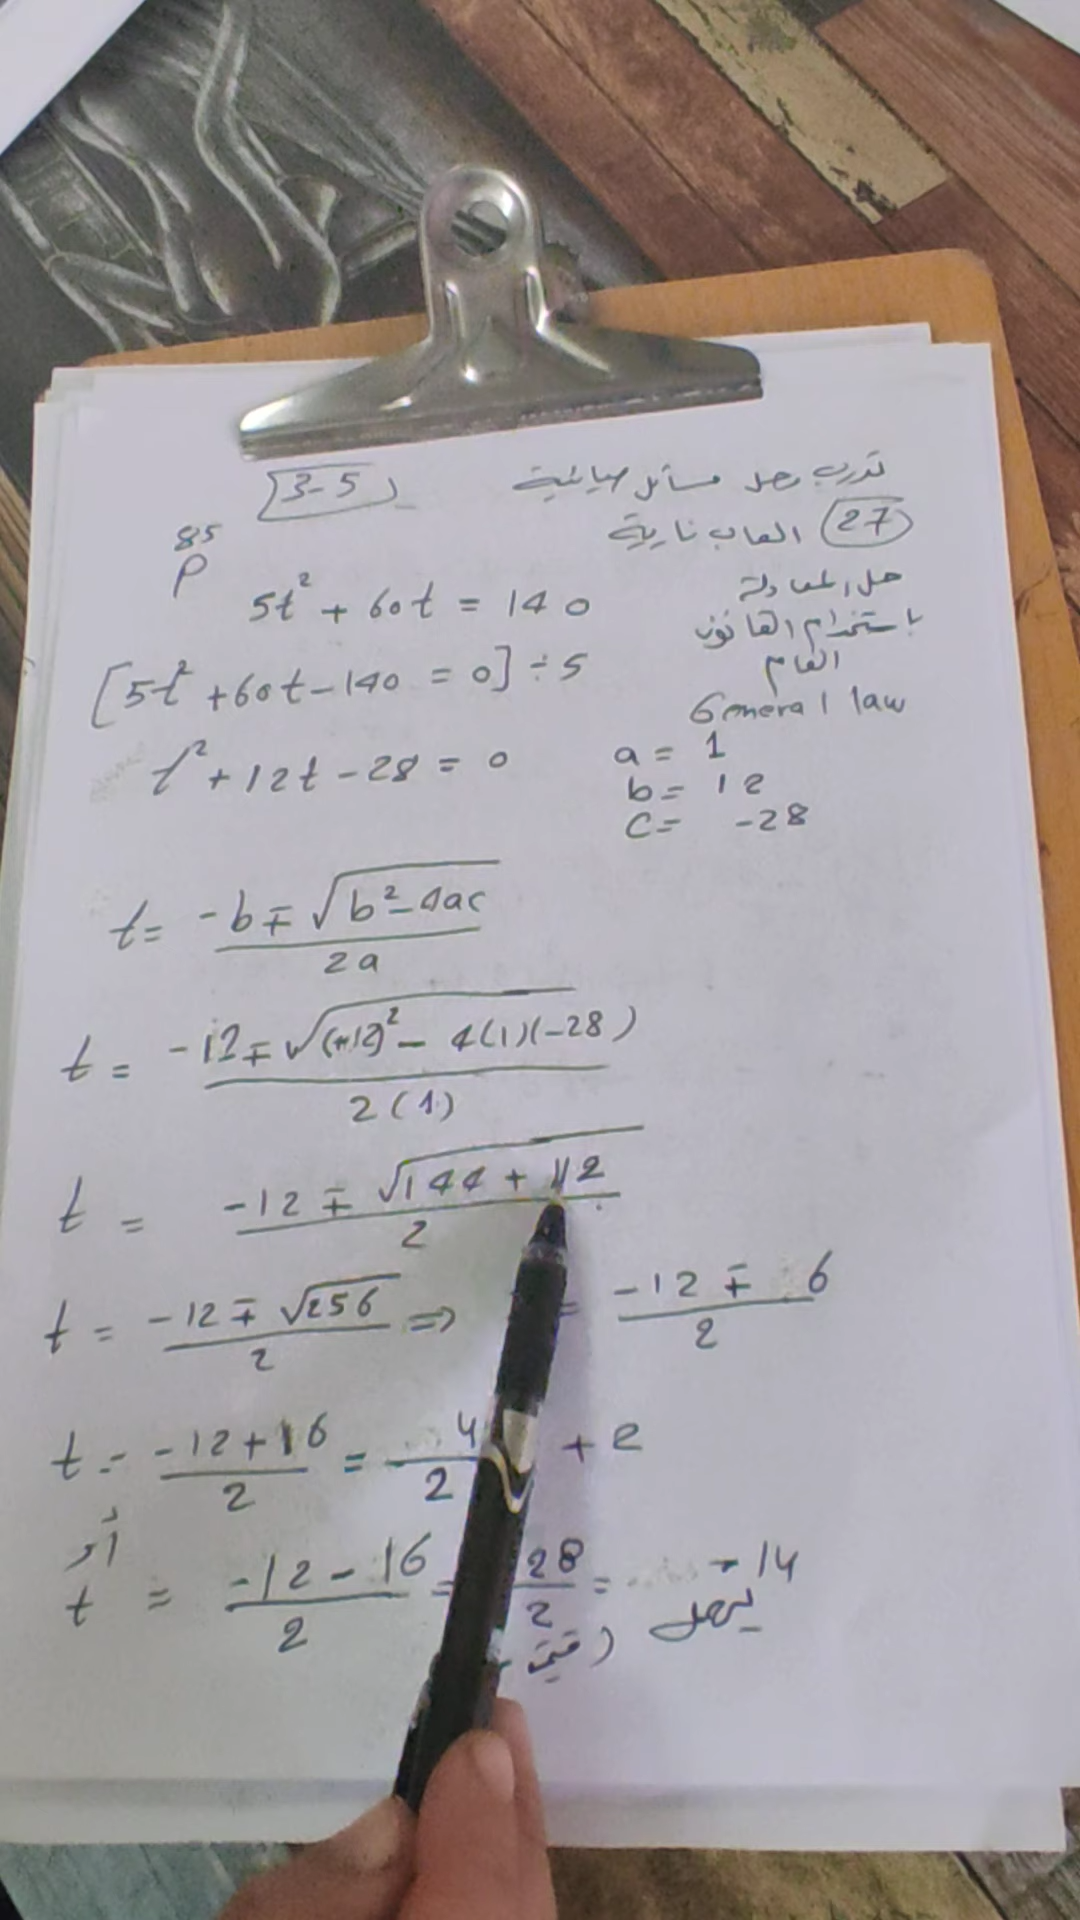 3-5 تدرب وحل مسائل حياتية
27 العاب نارية
85
P
حل المعادلة
5t² + 60t = 140
باستخدام القانون
العام
[5t² + 60t - 140 = 0] ÷ 5
General law
t² + 12t - 28 = 0
a = 1
b = 12
c = -28
t = (-b ∓ √(b² - 4ac)) / 2a
t = (-12 ∓ √((+12)² - 4(1)(-28))) / 2(1)
t = (-12 ∓ √(144 + 112)) / 2
t = (-12 ∓ √256) / 2 ⇒ = (-12 ∓ 6) / 2
t = (-12 + 16) / 2 = 4 / 2 + 2
أو
t = (-12 - 16) / 2 = 28 / 2 = -14
يهمل